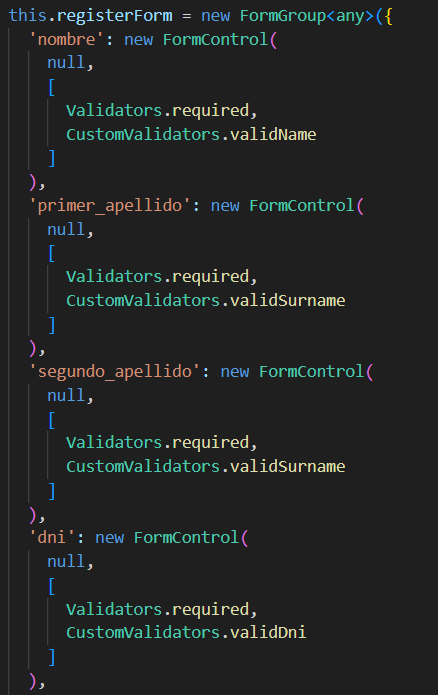 this.registerForm = new FormGroup<any>({
  'nombre': new FormControl(
    null,
    [
      Validators.required,
      CustomValidators.validName
    ]
  ),
  'primer_apellido': new FormControl(
    null,
    [
      Validators.required,
      CustomValidators.validSurname
    ]
  ),
  'segundo_apellido': new FormControl(
    null,
    [
      Validators.required,
      CustomValidators.validSurname
    ]
  ),
  'dni': new FormControl(
    null,
    [
      Validators.required,
      CustomValidators.validDni
    ]
  ),